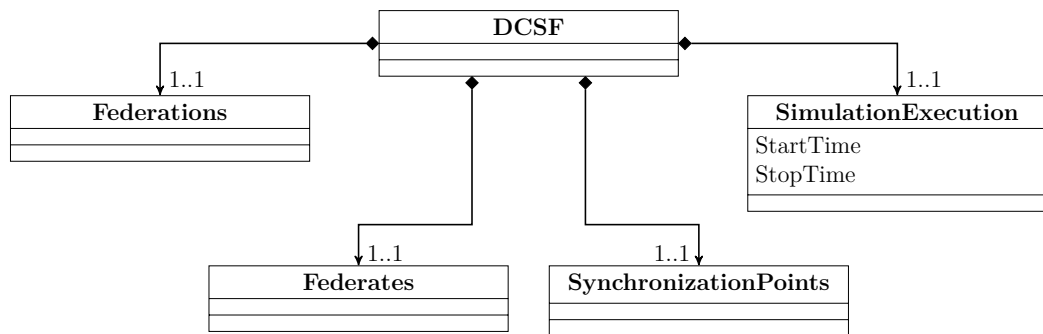 DCSF
1..1
1..1
Federations
SimulationExecution
StartTime
StopTime
1..1
1..1
Federates
SynchronizationPoints